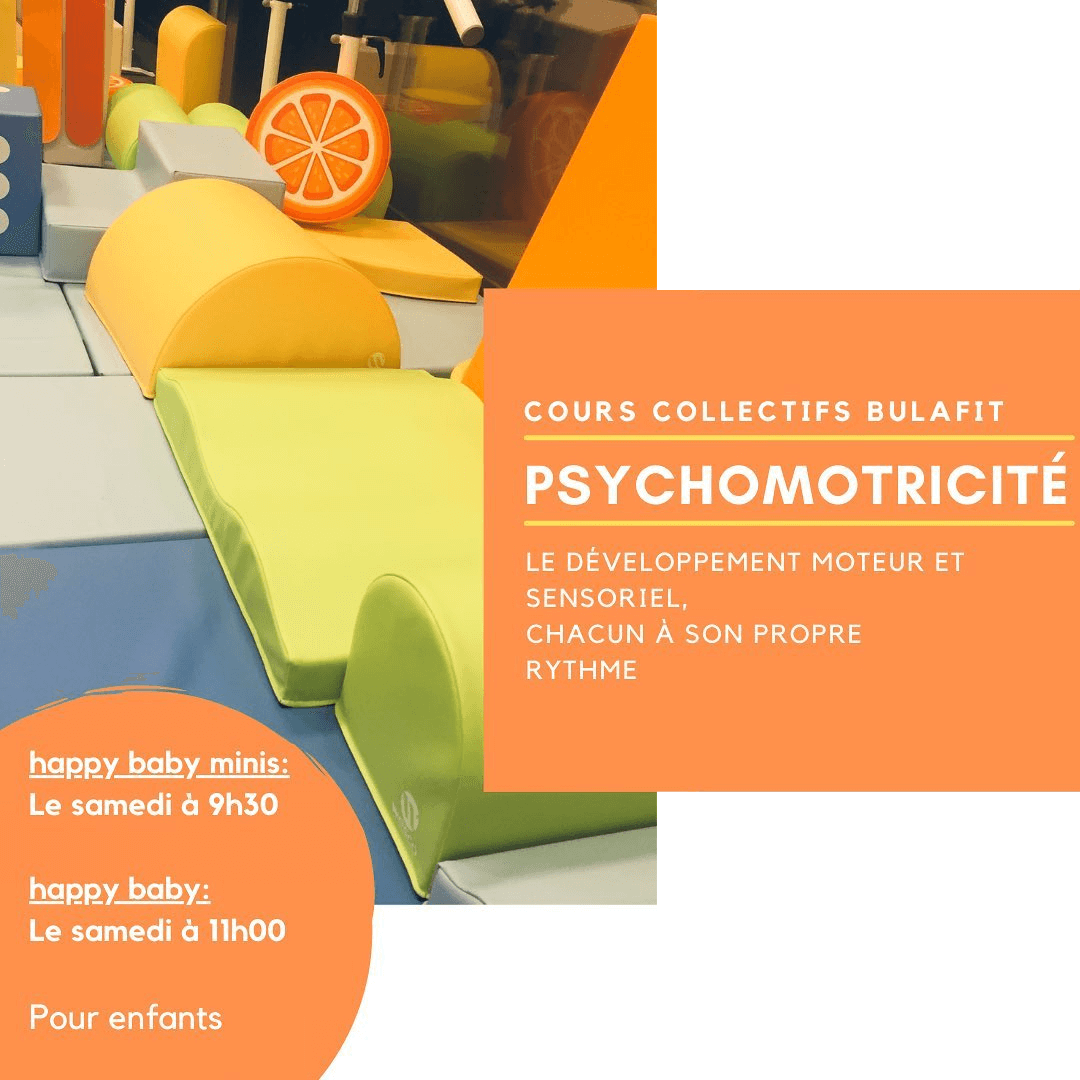 COURS COLLECTIFS BULAFIT
PSYCHOMOTRICITÉ
LE DÉVELOPPEMENT MOTEUR ET
SENSORIEL,
CHACUN À SON PROPRE
RYTHME
happy baby minis:
Le samedi à 9h30
happy baby:
Le samedi à 11h00
Pour enfants